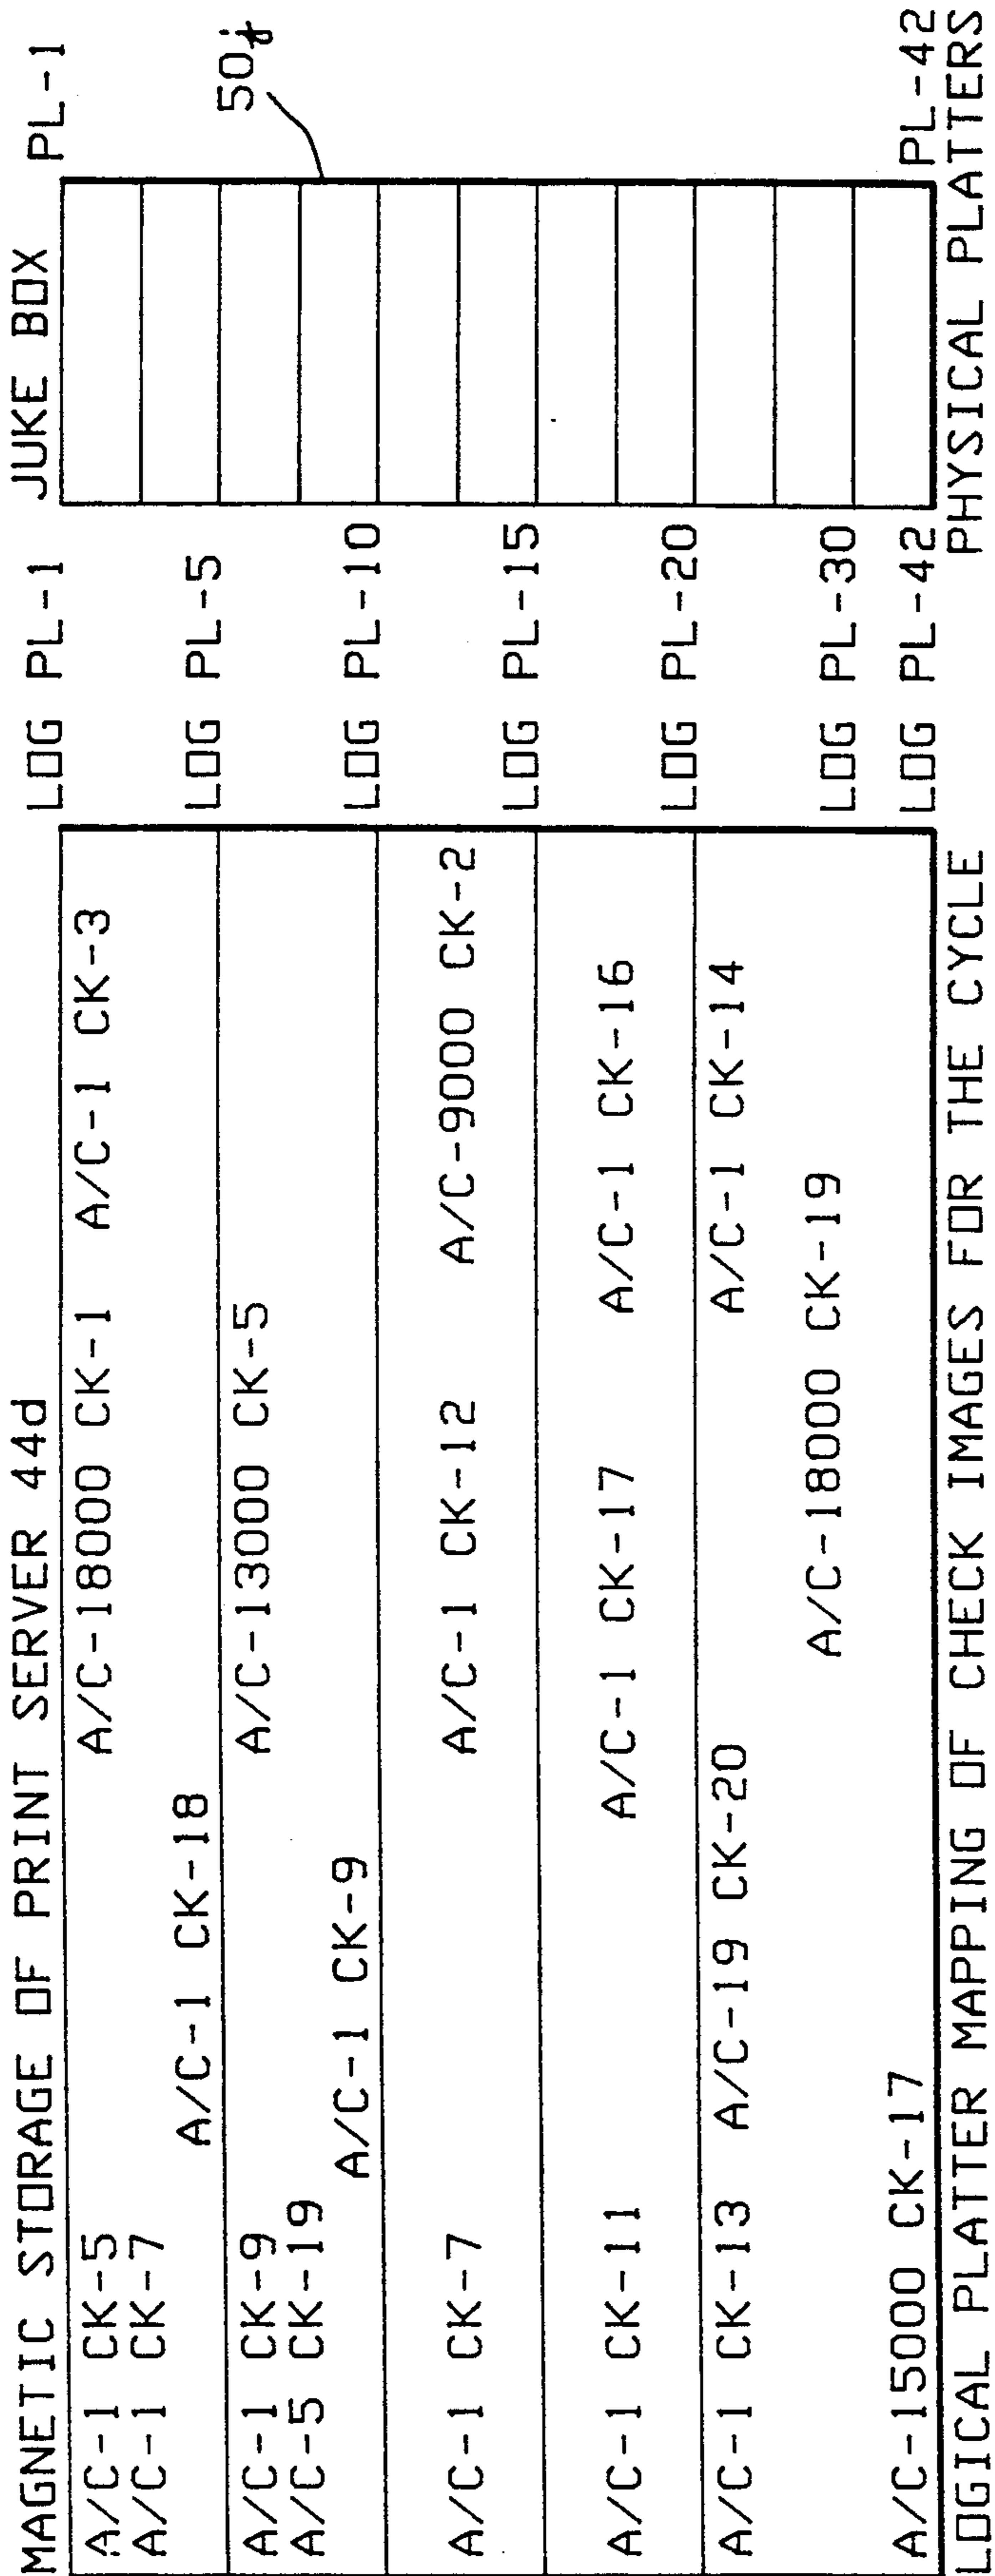 MAGNETIC STORAGE OF PRINT SERVER 44d
LOG PL-1
JUKE BOX
PL-1
A/C-1 CK-5
A/C-18000 CK-1
A/C-1 CK-3
A/C-1 CK-7
A/C-1 CK-18
LOG PL-5
50j
A/C-1 CK-9
A/C-13000 CK-5
A/C-5 CK-19
A/C-1 CK-9
LOG PL-10
A/C-1 CK-7
A/C-1 CK-12
A/C-9000 CK-2
LOG PL-15
A/C-1 CK-11
A/C-1 CK-17
A/C-1 CK-16
LOG PL-20
A/C-1 CK-13
A/C-19 CK-20
A/C-1 CK-14
A/C-18000 CK-19
LOG PL-30
A/C-15000 CK-17
LOG PL-42
PL-42
LOGICAL PLATTER MAPPING OF CHECK IMAGES FOR THE CYCLE
PHYSICAL PLATTERS